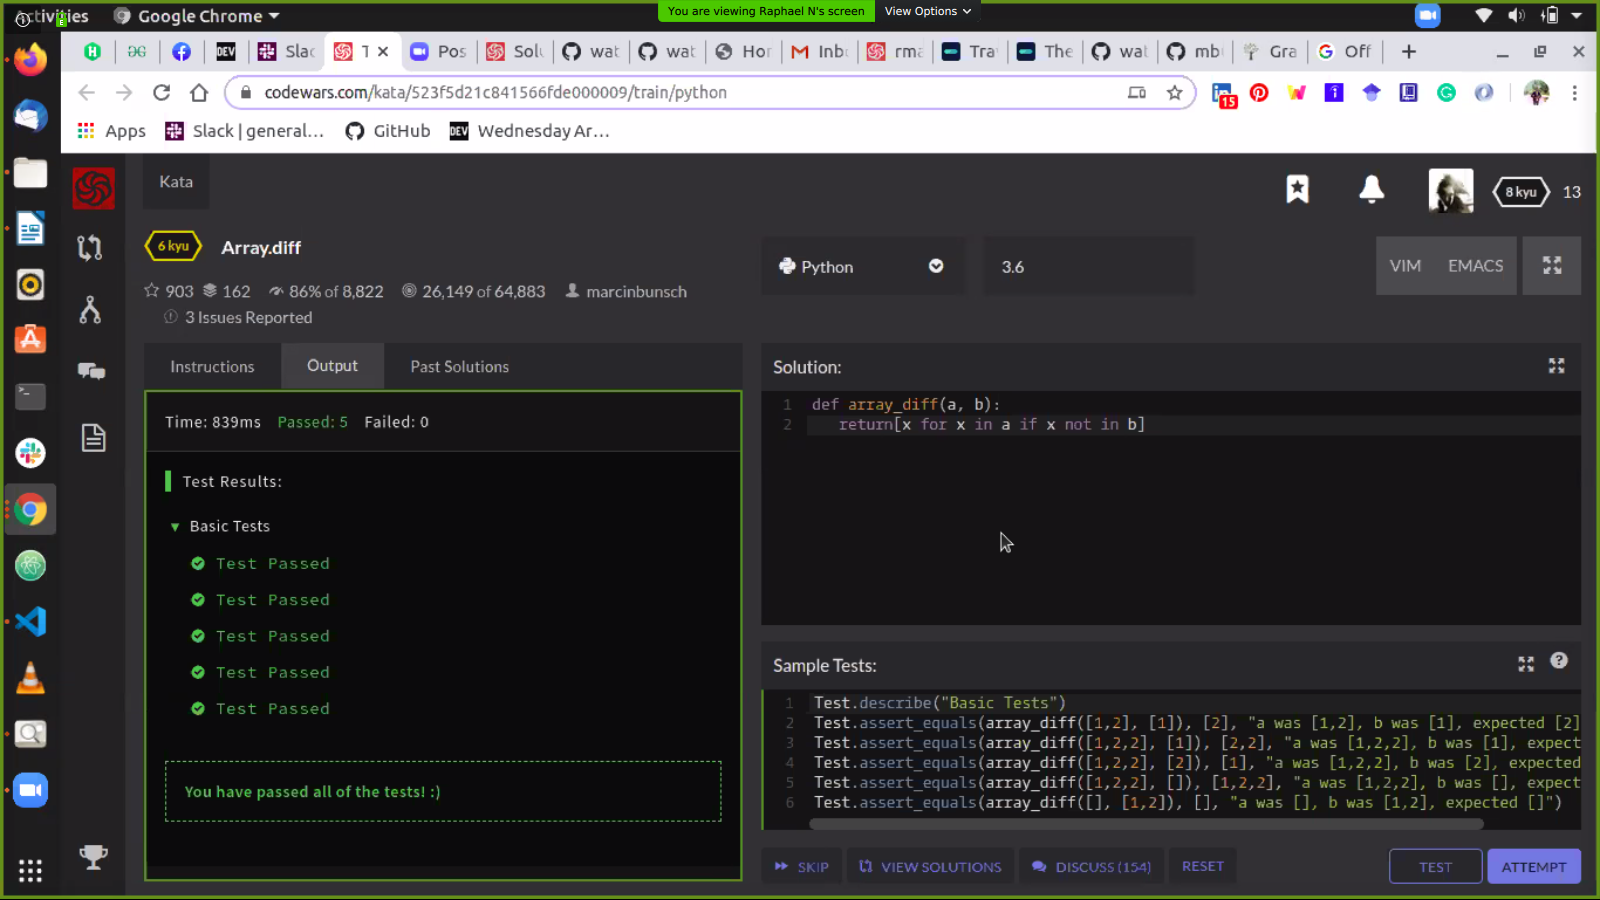 Activities
Google Chrome
You are viewing Raphael N's screen
View Options
DEV
Slac
T
Pos
Sol
wat
wat
Hor
Inb
rma
Tra
The
wat
mb
Gra
Off
codewars.com/kata/523f5d21c841566fde000009/train/python
15
Apps
Slack | general...
GitHub
DEV
Wednesday Ar...
Kata
8 kyu
13
6 kyu
Array.diff
903
162
86% of 8,822
26,149 of 64,883
marcinbunsch
3 Issues Reported
Python
3.6
VIM
EMACS
Instructions
Output
Past Solutions
Time: 839ms Passed: 5 Failed: 0
Test Results:
Basic Tests
Test Passed
Test Passed
Test Passed
Test Passed
Test Passed
You have passed all of the tests! :)
Solution:
1 def array_diff(a, b):
2 return[x for x in a if x not in b]
Sample Tests:
1 Test.describe("Basic Tests")
2 Test.assert_equals(array_diff([1,2], [1]), [2], "a was [1,2], b was [1], expected [2]
3 Test.assert_equals(array_diff([1,2,2], [1]), [2,2], "a was [1,2,2], b was [1], expect
4 Test.assert_equals(array_diff([1,2,2], [2]), [1], "a was [1,2,2], b was [2], expected
5 Test.assert_equals(array_diff([1,2,2], []), [1,2,2], "a was [1,2,2], b was [], expect
6 Test.assert_equals(array_diff([], [1,2]), [], "a was [], b was [1,2], expected []")
SKIP
VIEW SOLUTIONS
DISCUSS (154)
RESET
TEST
ATTEMPT